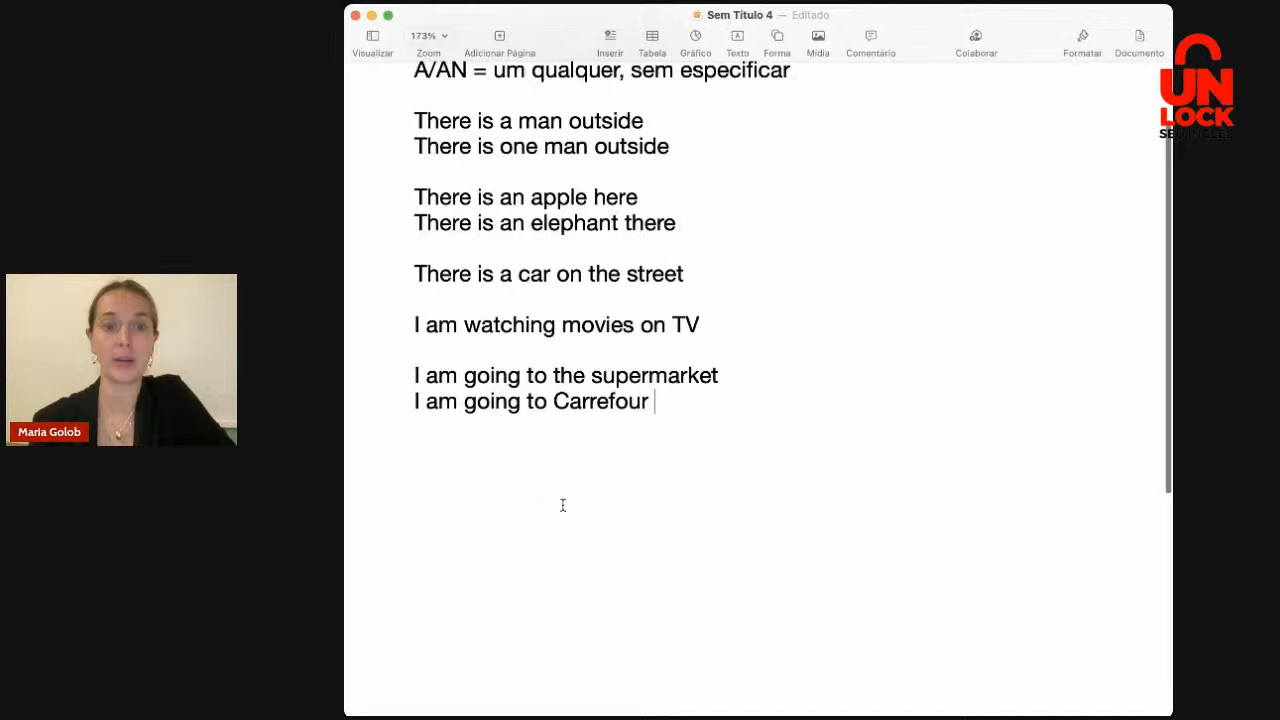 Sem Título 4 — Editado
173%
Visualizar
Zoom
Adicionar Página
Inserir
Tabela
Gráfico
Texto
Forma
Mídia
Comentário
Colaborar
Formatar
Documento
A/AN = um qualquer, sem especificar
There is a man outside
There is one man outside
There is an apple here
There is an elephant there
There is a car on the street
I am watching movies on TV
I am going to the supermarket
I am going to Carrefour
Maria Golob
UN
LOCK
SEU INGLÊS